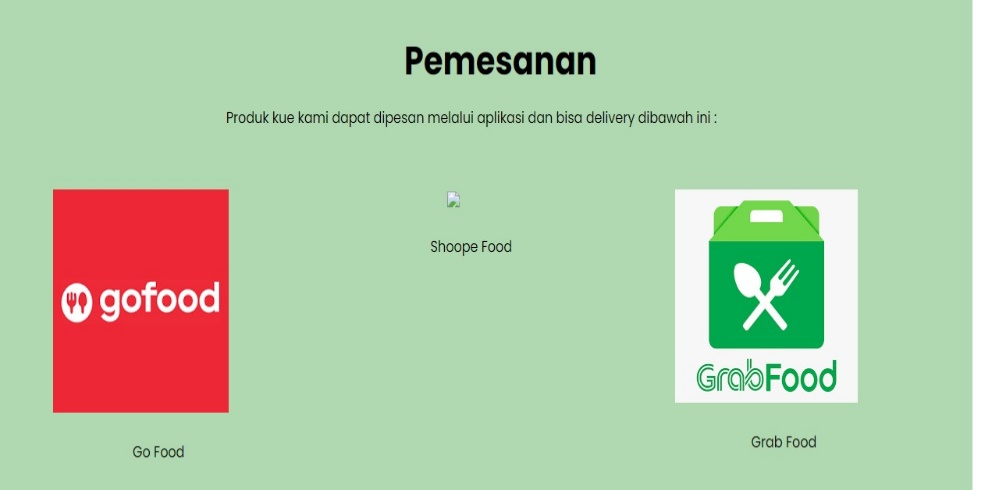 Pemesanan
Produk kue kami dapat dipesan melalui aplikasi dan bisa delivery dibawah ini :
gofood
Go Food
Shoope Food
GrabFood
Grab Food